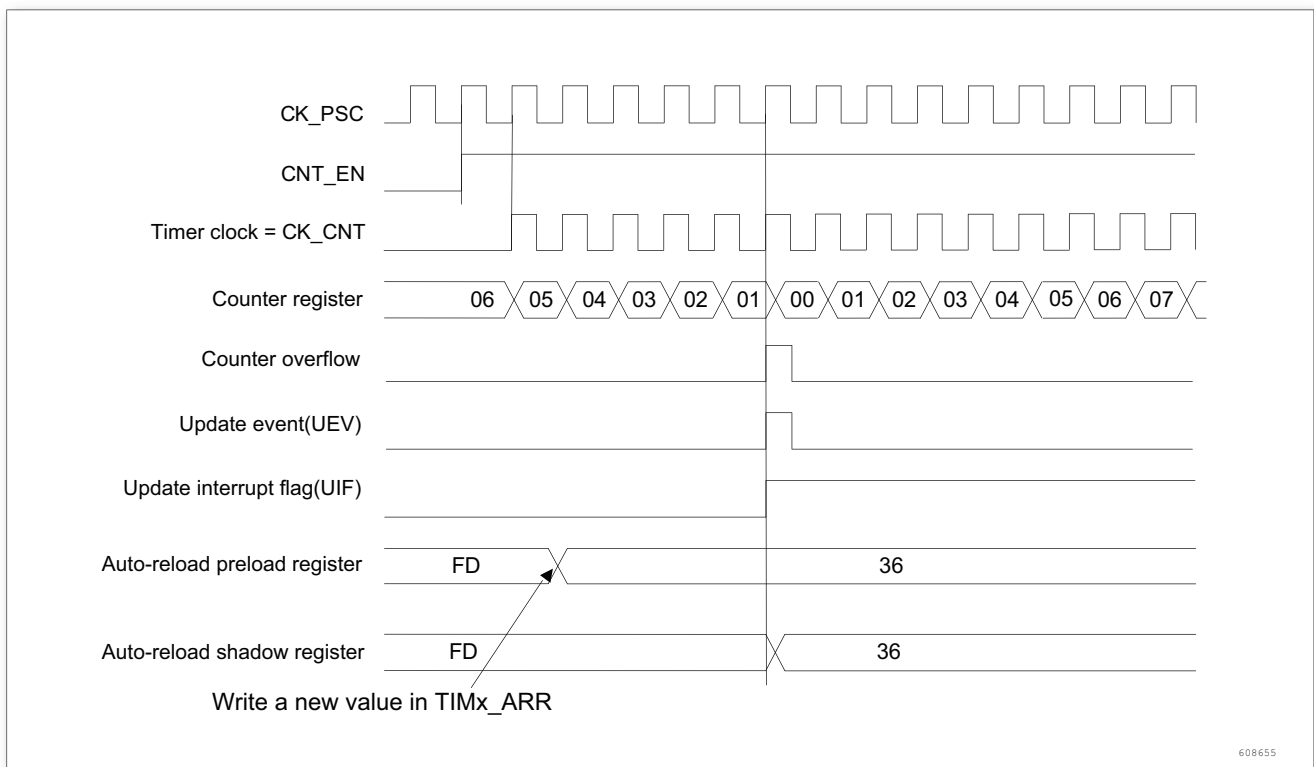 CK_PSC
CNT_EN
Timer clock = CK_CNT
Counter register 06 05 04 03 02 01 00 01 02 03 04 05 06 07
Counter overflow
Update event(UEV)
Update interrupt flag(UIF)
Auto-reload preload register FD 36
Auto-reload shadow register FD 36
Write a new value in TIMx_ARR
608655